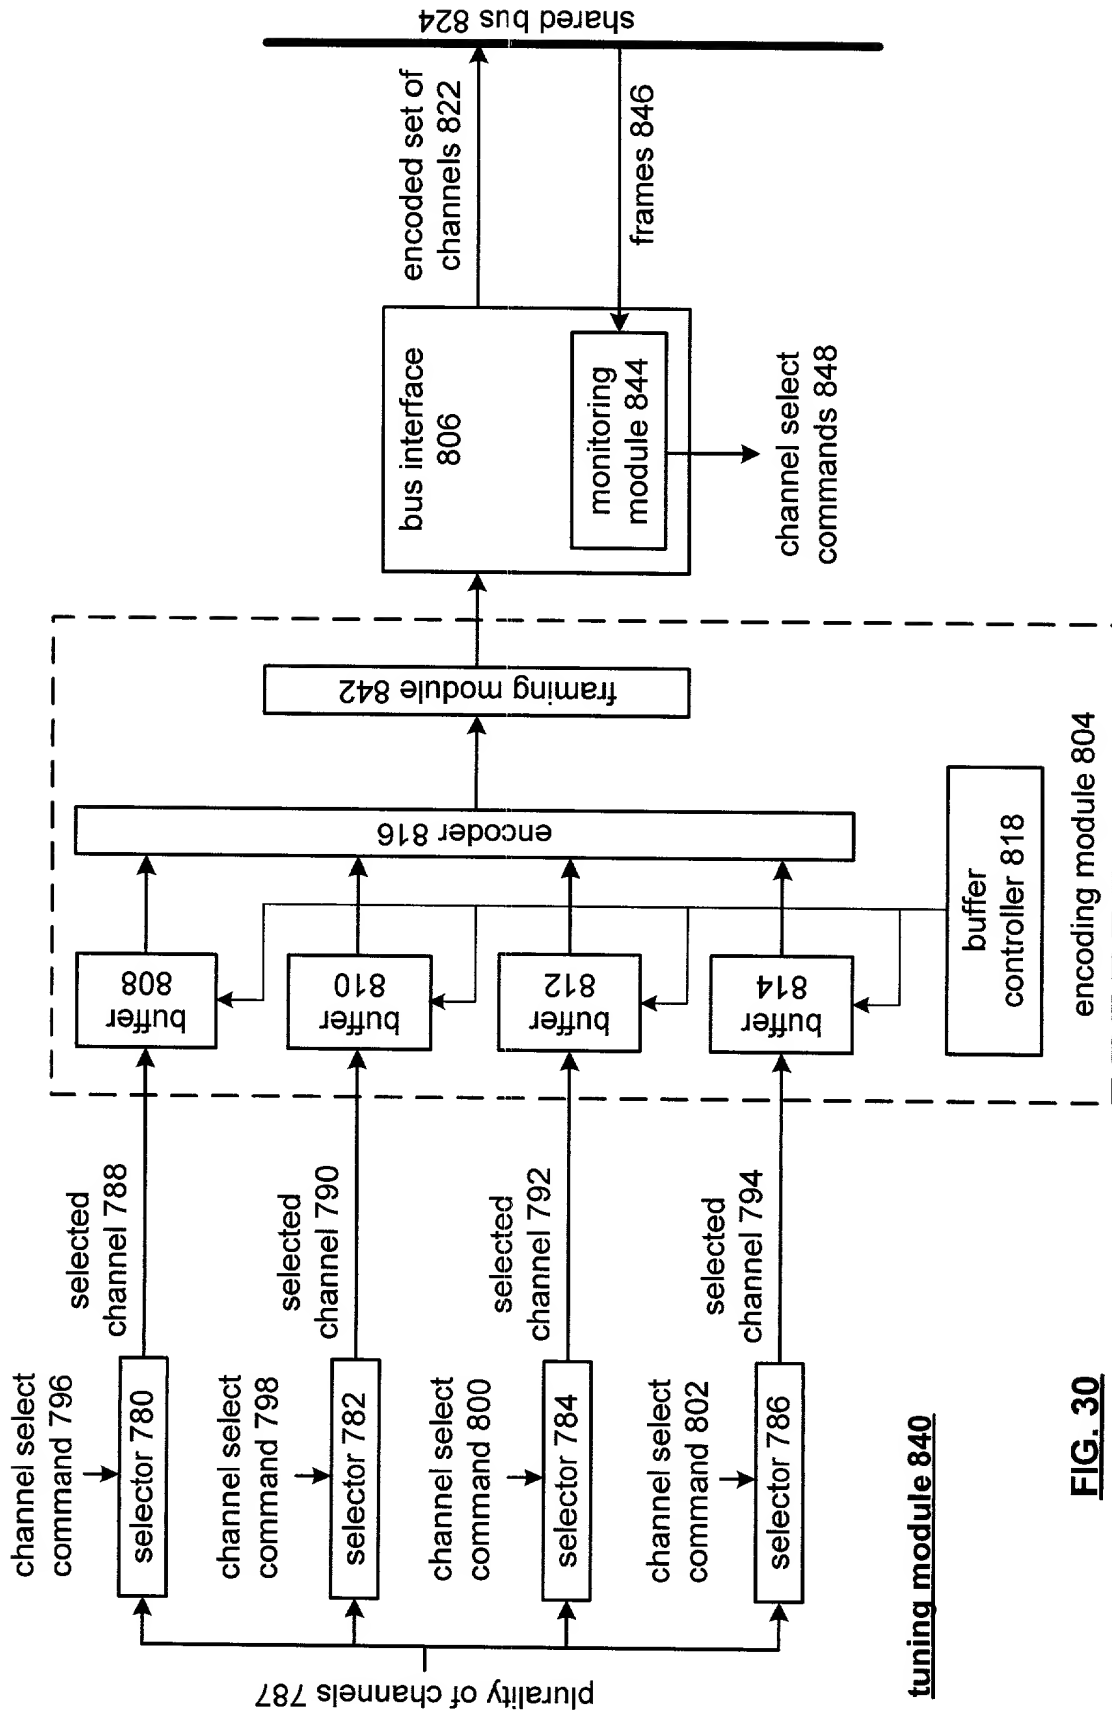 channel select
command 796
selector 780
selected
channel 788
buffer
808
channel select
command 798
selector 782
selected
channel 790
buffer
810
channel select
command 800
selector 784
selected
channel 792
buffer
812
channel select
command 802
selector 786
selected
channel 794
buffer
814
plurality of channels 787
encoder 816
framing module 842
buffer
controller 818
encoding module 804
bus interface
806
monitoring
module 844
channel select
commands 848
encoded set of
channels 822
frames 846
shared bus 824
tuning module 840
FIG. 30